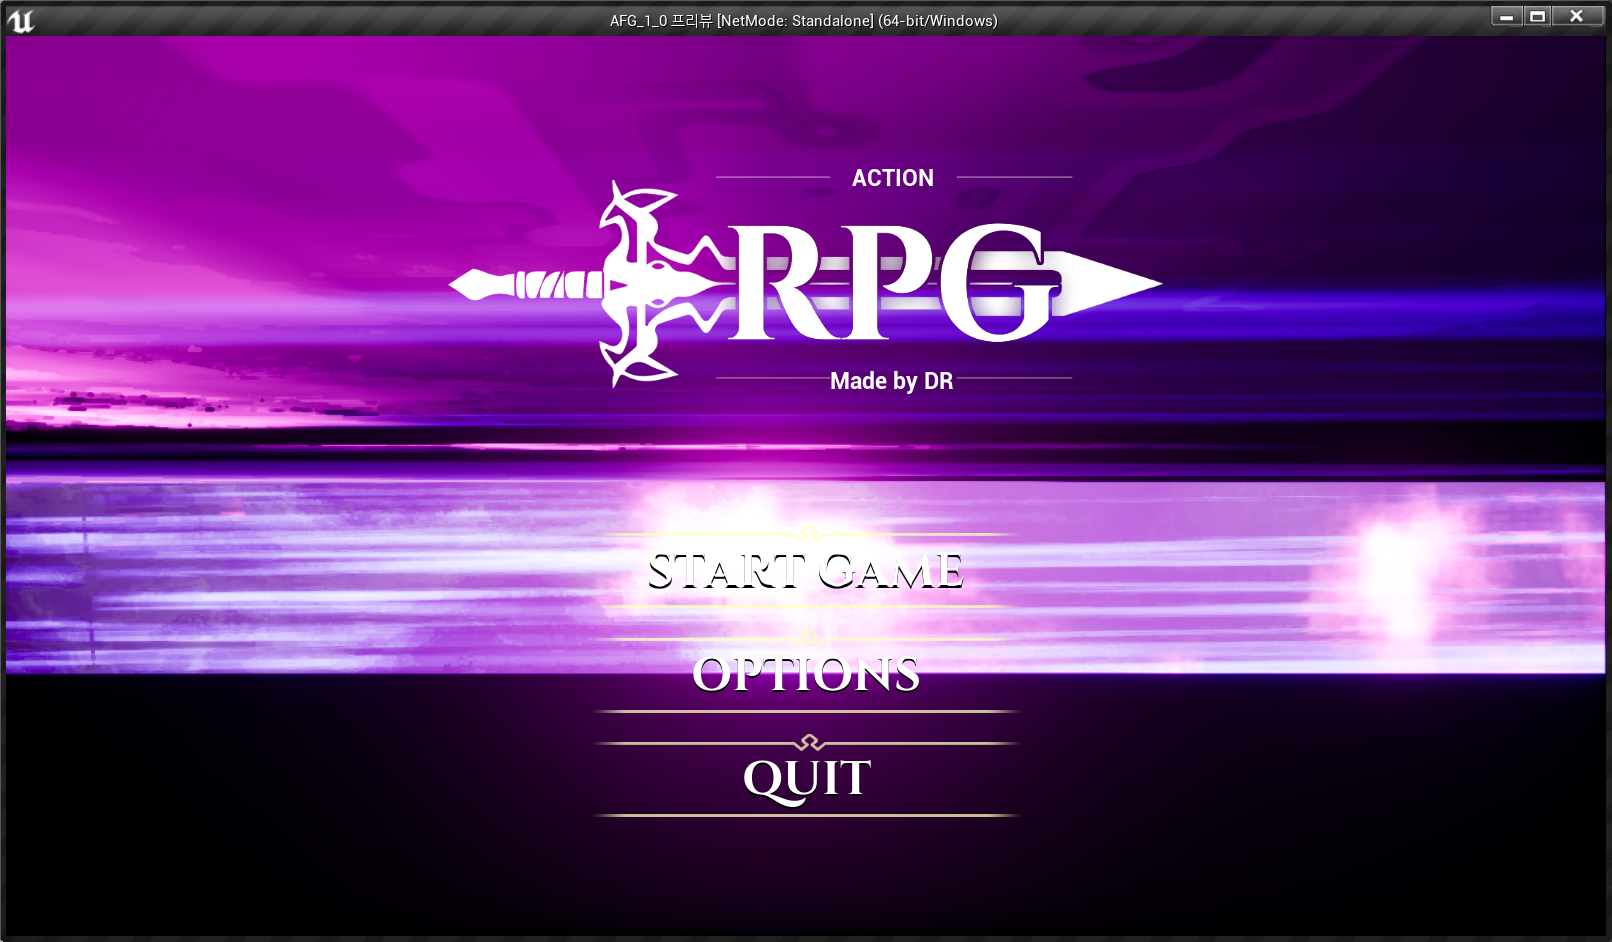 AFG_1_0 프리뷰 [NetMode: Standalone] (64-bit/Windows)
ACTION
RPG
Made by DR
START GAME
OPTIONS
QUIT